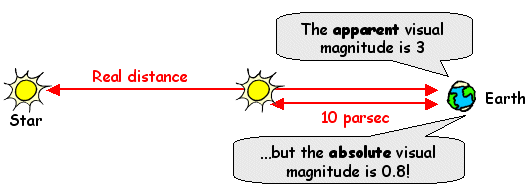 The apparent visual
magnitude is 3
Real distance
Star
Earth
10 parsec
...but the absolute visual
magnitude is 0.8!